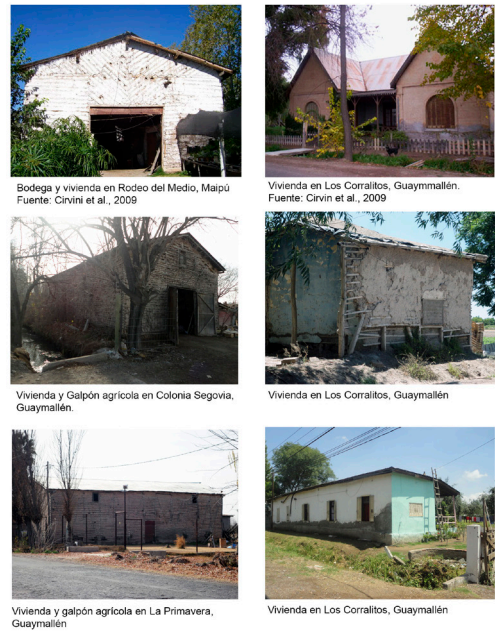 Bodega y vivienda en Rodeo del Medio, Maipú
Fuente: Cirvini et al., 2009
Vivienda en Los Corralitos, Guaymmallén.
Fuente: Cirvin et al., 2009
Vivienda y Galpón agrícola en Colonia Segovia,
Guaymallén.
Vivienda en Los Corralitos, Guaymallén
Vivienda y galpón agrícola en La Primavera,
Guaymallén
Vivienda en Los Corralitos, Guaymallén